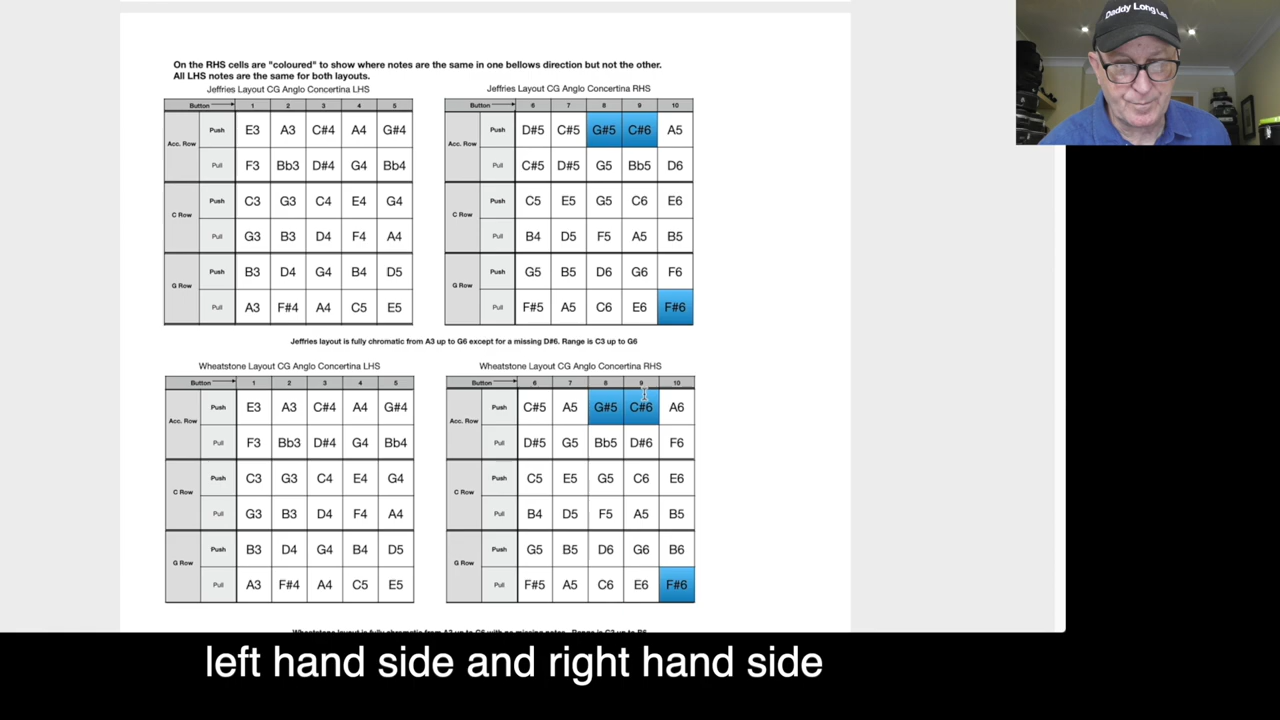 Daddy Long Le
On the RHS cells are "coloured" to show where notes are the same in one bellows direction but not the other.
All LHS notes are the same for both layouts.
Jeffries Layout CG Anglo Concertina LHS
Button 1 2 3 4 5
Acc. Row
Push E3 A3 C#4 A4 G#4
Pull F3 Bb3 D#4 G4 Bb4
C Row
Push C3 G3 C4 E4 G4
Pull G3 B3 D4 F4 A4
G Row
Push B3 D4 G4 B4 D5
Pull A3 F#4 A4 C5 E5
Jeffries Layout CG Anglo Concertina RHS
Button 6 7 8 9 10
Acc. Row
Push D#5 C#5 G#5 C#6 A5
Pull C#5 D#5 G5 Bb5 D6
C Row
Push C5 E5 G5 C6 E6
Pull B4 D5 F5 A5 B5
G Row
Push G5 B5 D6 G6 F6
Pull F#5 A5 C6 E6 F#6
Jeffries layout is fully chromatic from A3 up to G6 except for a missing D#6. Range is C3 up to G6
Wheatstone Layout CG Anglo Concertina LHS
Button 1 2 3 4 5
Acc. Row
Push E3 A3 C#4 A4 G#4
Pull F3 Bb3 D#4 G4 Bb4
C Row
Push C3 G3 C4 E4 G4
Pull G3 B3 D4 F4 A4
G Row
Push B3 D4 G4 B4 D5
Pull A3 F#4 A4 C5 E5
Wheatstone Layout CG Anglo Concertina RHS
Button 6 7 8 9 10
Acc. Row
Push C#5 A5 G#5 C#6 A6
Pull D#5 G5 Bb5 D#6 F6
C Row
Push C5 E5 G5 C6 E6
Pull B4 D5 F5 A5 B5
G Row
Push G5 B5 D6 G6 B6
Pull F#5 A5 C6 E6 F#6
left hand side and right hand side